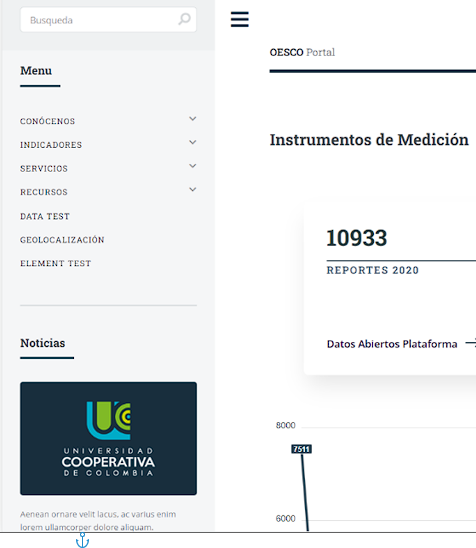 Busqueda
Menu
CONÓCENOS
INDICADORES
SERVICIOS
RECURSOS
DATA TEST
GEOLOCALIZACIÓN
ELEMENT TEST
Noticias
UC
UNIVERSIDAD
COOPERATIVA
DE COLOMBIA
Aenean ornare velit lacus, ac varius enim
lorem ullamcorper dolore aliquam.
OESCO Portal
Instrumentos de Medición
10933
REPORTES 2020
Datos Abiertos Plataforma
8000
7511
6000